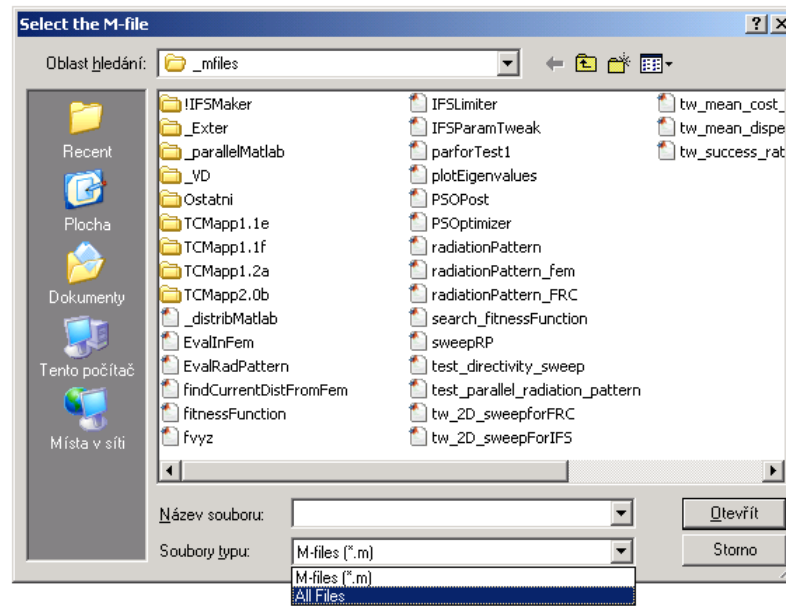 Select the M-file
Oblast hledání: _mfiles
Recent
Plocha
Dokumenty
Tento počítač
Místa v síti
!IFSMaker
_Exter
_parallelMatlab
_VD
Ostatni
TCMapp1.1e
TCMapp1.1f
TCMapp1.2a
TCMapp2.0b
_distribMatlab
EvalInFem
EvalRadPattern
findCurrentDistFromFem
fitnessFunction
fvyz
IFSLimiter
IFSParamTweak
parforTest1
plotEigenvalues
PSOPost
PSOptimizer
radiationPattern
radiationPattern_fem
radiationPattern_FRC
search_fitnessFunction
sweepRP
test_directivity_sweep
test_parallel_radiation_pattern
tw_2D_sweepforFRC
tw_2D_sweepForIFS
tw_mean_cost_
tw_mean_dispe
tw_success_rat
Název souboru:
Otevřít
Soubory typu: M-files (*.m)
Storno
M-files (*.m)
All Files